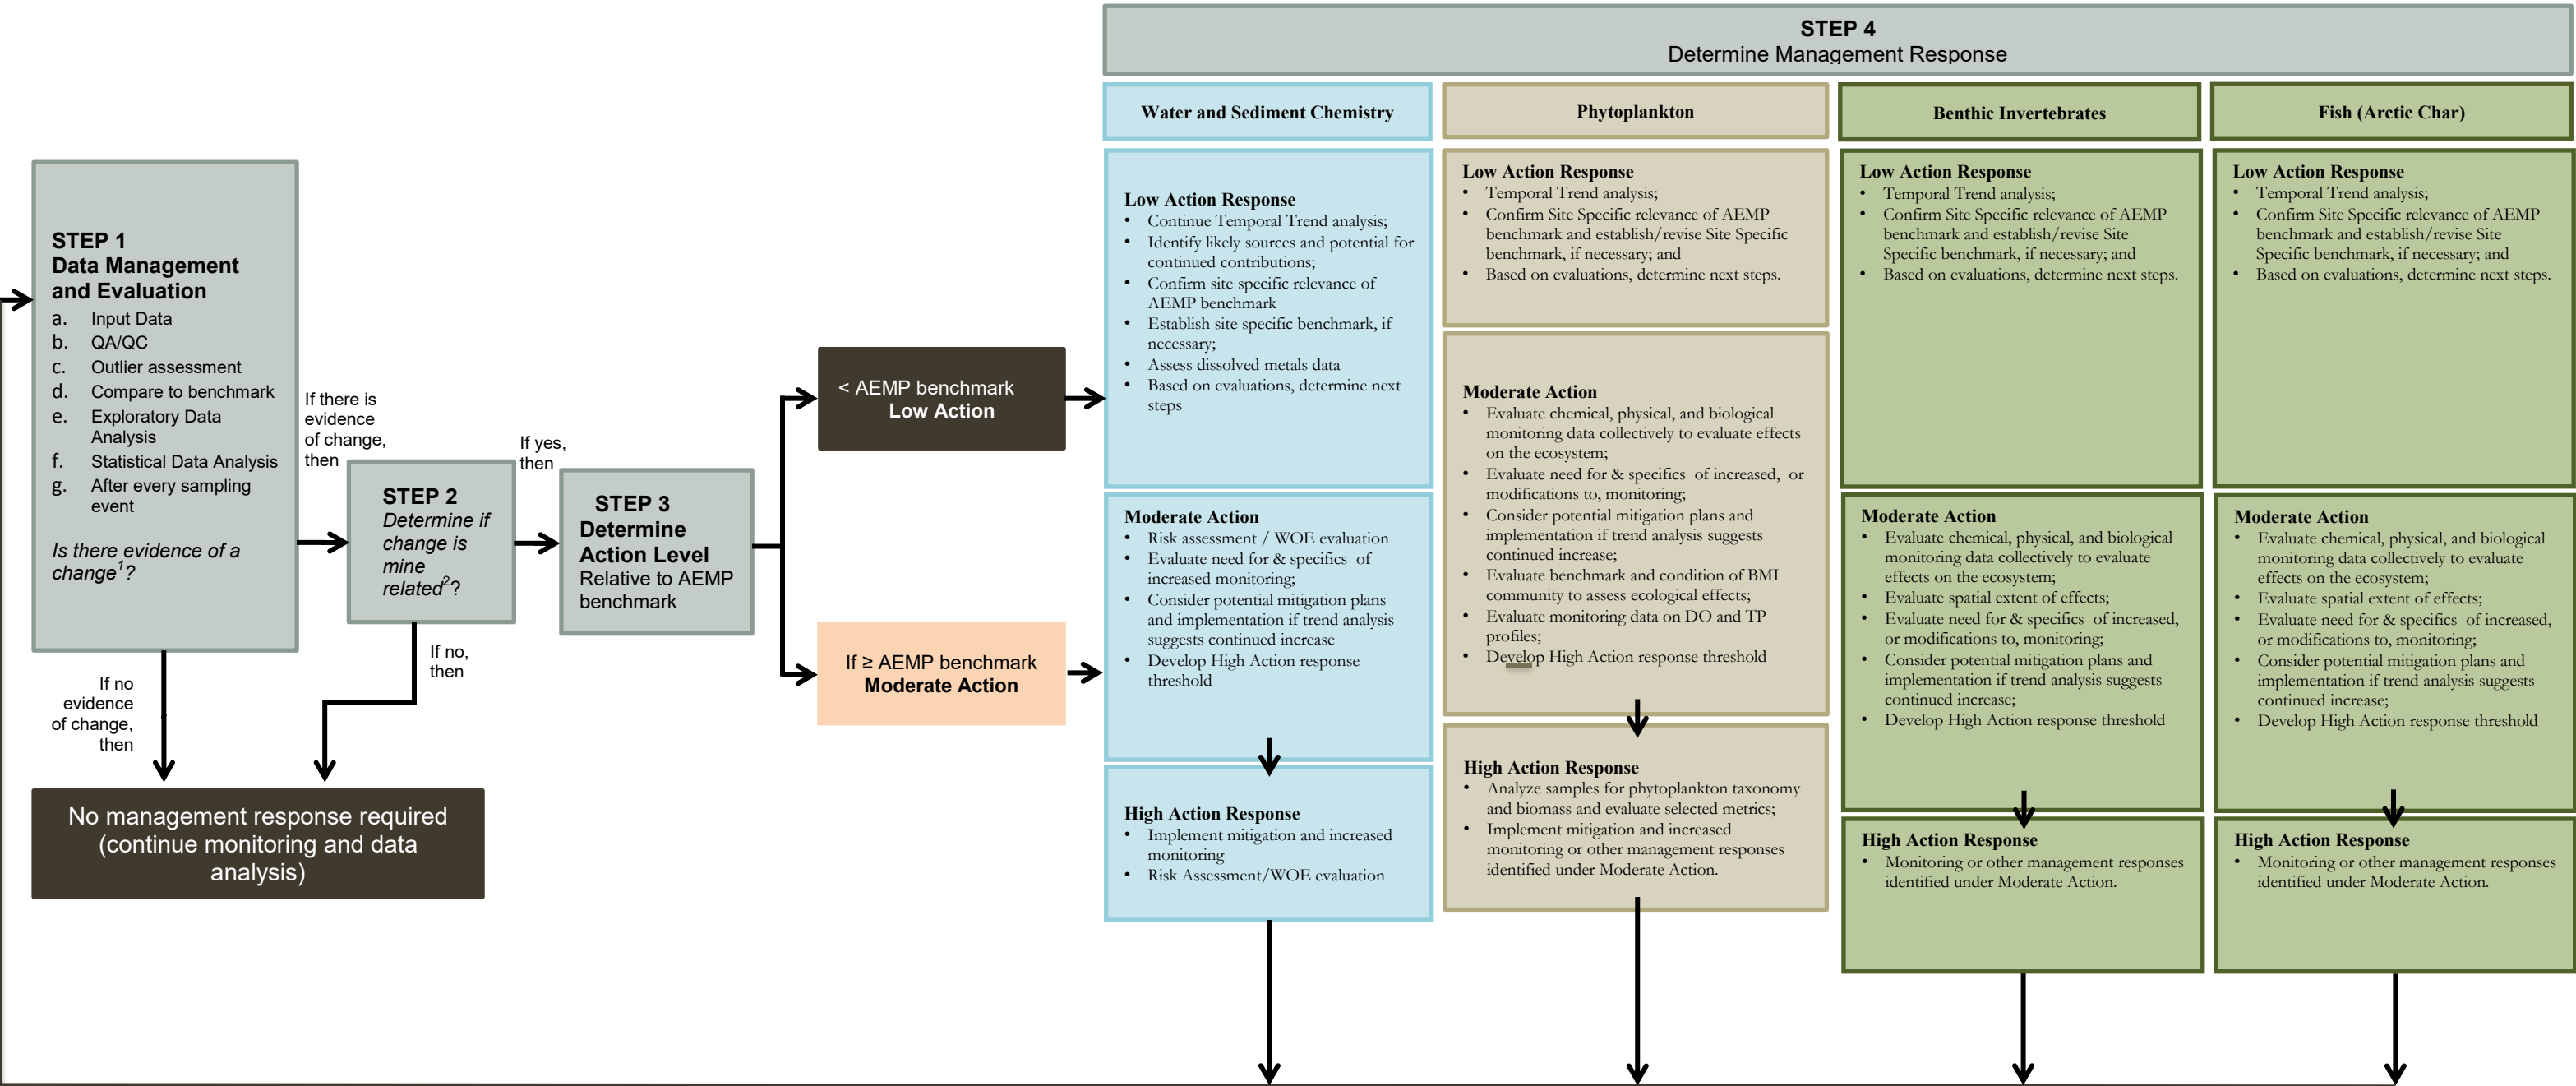 STEP 4
Determine Management Response
Water and Sediment Chemistry
Phytoplankton
Benthic Invertebrates
Fish (Arctic Char)
STEP 1
Data Management
and Evaluation
a. Input Data
b. QA/QC
c. Outlier assessment
d. Compare to benchmark
e. Exploratory Data
Analysis
f. Statistical Data Analysis
g. After every sampling
event
Is there evidence of a
change1?
If there is
evidence
of change,
then
If no
evidence
of change,
then
STEP 2
Determine if
change is
mine
related2?
If yes,
then
If no,
then
No management response required
(continue monitoring and data
analysis)
STEP 3
Determine
Action Level
Relative to AEMP
benchmark
< AEMP benchmark
Low Action
If ≥ AEMP benchmark
Moderate Action
Low Action Response
• Continue Temporal Trend analysis;
• Identify likely sources and potential for
continued contributions;
• Confirm site specific relevance of
AEMP benchmark
• Establish site specific benchmark, if
necessary;
• Assess dissolved metals data
• Based on evaluations, determine next
steps
Moderate Action
• Risk assessment / WOE evaluation
• Evaluate need for & specifics of
increased monitoring;
• Consider potential mitigation plans
and implementation if trend analysis
suggests continued increase
• Develop High Action response
threshold
High Action Response
• Implement mitigation and increased
monitoring
• Risk Assessment/WOE evaluation
Low Action Response
• Temporal Trend analysis;
• Confirm Site Specific relevance of AEMP
benchmark and establish/revise Site Specific
benchmark, if necessary; and
• Based on evaluations, determine next steps.
Moderate Action
• Evaluate chemical, physical, and biological
monitoring data collectively to evaluate effects
on the ecosystem;
• Evaluate need for & specifics of increased, or
modifications to, monitoring;
• Consider potential mitigation plans and
implementation if trend analysis suggests
continued increase;
• Evaluate benchmark and condition of BMI
community to assess ecological effects;
• Evaluate monitoring data on DO and TP
profiles;
• Develop High Action response threshold
High Action Response
• Analyze samples for phytoplankton taxonomy
and biomass and evaluate selected metrics;
• Implement mitigation and increased
monitoring or other management responses
identified under Moderate Action.
Low Action Response
• Temporal Trend analysis;
• Confirm Site Specific relevance of AEMP
benchmark and establish/revise Site
Specific benchmark, if necessary; and
• Based on evaluations, determine next steps.
Moderate Action
• Evaluate chemical, physical, and biological
monitoring data collectively to evaluate
effects on the ecosystem;
• Evaluate spatial extent of effects;
• Evaluate need for & specifics of increased,
or modifications to, monitoring;
• Consider potential mitigation plans and
implementation if trend analysis suggests
continued increase;
• Develop High Action response threshold
High Action Response
• Monitoring or other management responses
identified under Moderate Action.
Low Action Response
• Temporal Trend analysis;
• Confirm Site Specific relevance of AEMP
benchmark and establish/revise Site
Specific benchmark, if necessary; and
• Based on evaluations, determine next steps.
Moderate Action
• Evaluate chemical, physical, and biological
monitoring data collectively to evaluate
effects on the ecosystem;
• Evaluate spatial extent of effects;
• Evaluate need for & specifics of increased,
or modifications to, monitoring;
• Consider potential mitigation plans and
implementation if trend analysis suggests
continued increase;
• Develop High Action response threshold
High Action Response
• Monitoring or other management responses
identified under Moderate Action.